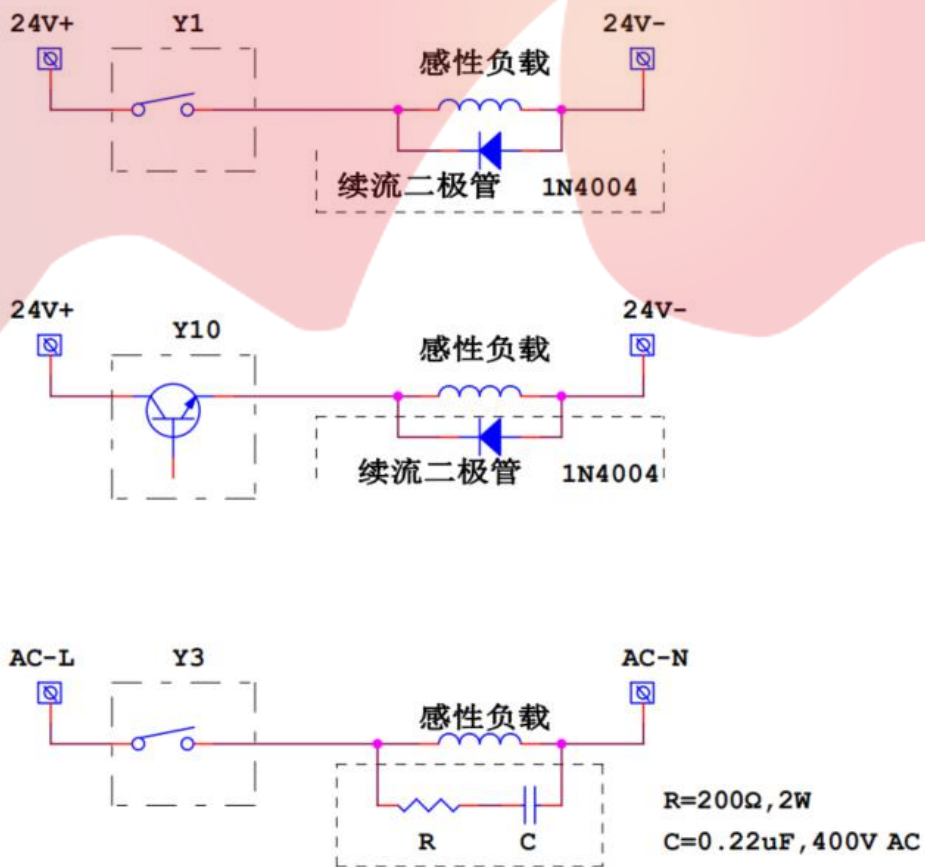 24V+ Y1 24V-
感性负载
续流二极管 1N4004
24V+ Y10 24V-
感性负载
续流二极管 1N4004
AC-L Y3 AC-N
感性负载
R C
R=200Ω,2W
C=0.22uF,400V AC